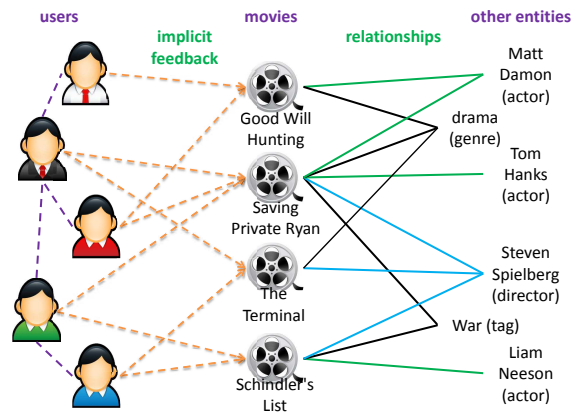 users
implicit
feedback
movies
relationships
other entities
Good Will
Hunting
Saving
Private Ryan
The
Terminal
Schindler's
List
Matt
Damon
(actor)
drama
(genre)
Tom
Hanks
(actor)
Steven
Spielberg
(director)
War (tag)
Liam
Neeson
(actor)